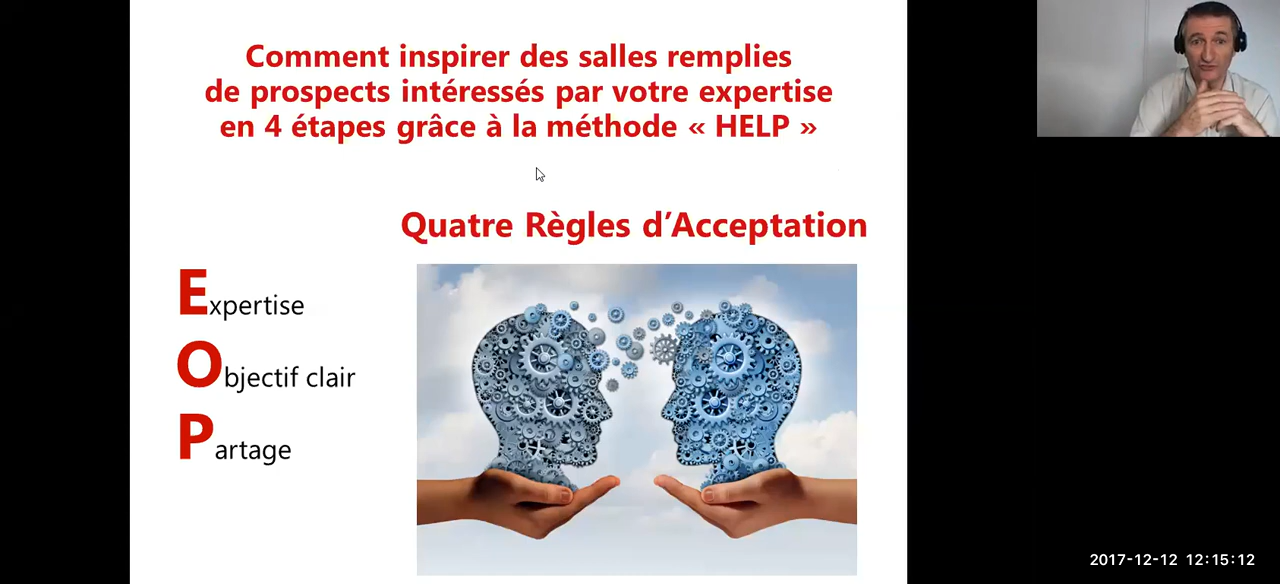 Comment inspirer des salles remplies
de prospects intéressés par votre expertise
en 4 étapes grâce à la méthode « HELP »
Quatre Règles d’Acceptation
Expertise
Objectif clair
Partage
2017-12-12 12:15:12